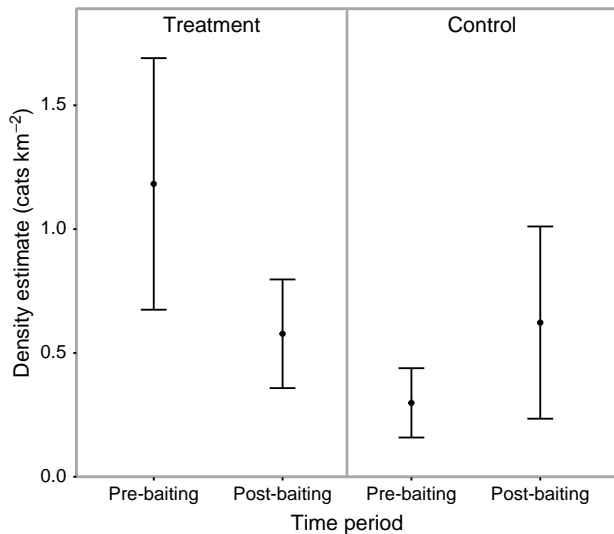 Treatment Control
1.5
1.0
0.5
0.0
Density estimate (cats km⁻²)
Pre-baiting Post-baiting Pre-baiting Post-baiting
Time period